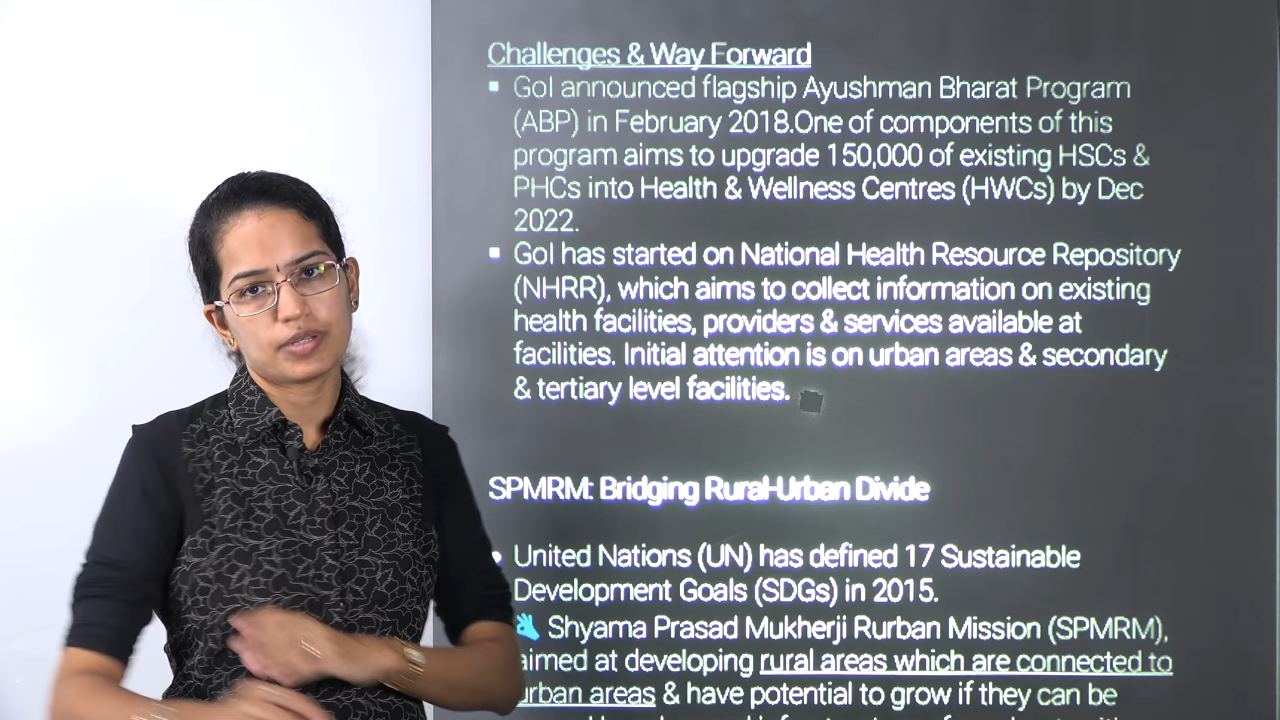 Challenges & Way Forward
▪ GoI announced flagship Ayushman Bharat Program
(ABP) in February 2018.One of components of this
program aims to upgrade 150,000 of existing HSCs &
PHCs into Health & Wellness Centres (HWCs) by Dec
2022.
▪ GoI has started on National Health Resource Repository
(NHRR), which aims to collect information on existing
health facilities, providers & services available at
facilities. Initial attention is on urban areas & secondary
& tertiary level facilities.
SPMRM: Bridging Rural-Urban Divide
• United Nations (UN) has defined 17 Sustainable
Development Goals (SDGs) in 2015.
Shyama Prasad Mukherji Rurban Mission (SPMRM),
aimed at developing rural areas which are connected to
urban areas & have potential to grow if they can be